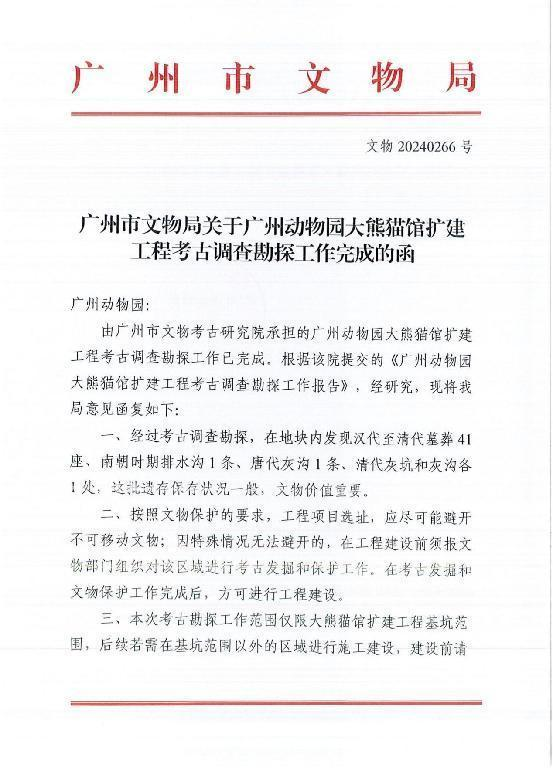 广州市文物局
文物 20240266 号
广州市文物局关于广州动物园大熊猫馆扩建
工程考古调查勘探工作完成的函
广州动物园：
由广州市文物考古研究院承担的广州动物园大熊猫馆扩建
工程考古调查勘探工作已完成。根据该院提交的《广州动物园
大熊猫馆扩建工程考古调查勘探工作报告》，经研究，现将我
局意见函复如下：
一、经过考古调查勘探，在地块内发现汉代至清代墓葬 41
座、南朝时期排水沟 1 条、唐代灰沟 1 条、清代灰坑和灰沟各
1 处，这批遗存保存状况一般，文物价值重要。
二、按照文物保护的要求，工程项目选址，应尽可能避开
不可移动文物；因特殊情况无法避开的，在工程建设前须报文
物部门组织对该区域进行考古发掘和保护工作。在考古发掘和
文物保护工作完成后，方可进行工程建设。
三、本次考古勘探工作范围仅限大熊猫馆扩建工程基坑范
围，后续若需在基坑范围以外的区域进行施工建设，建设前请